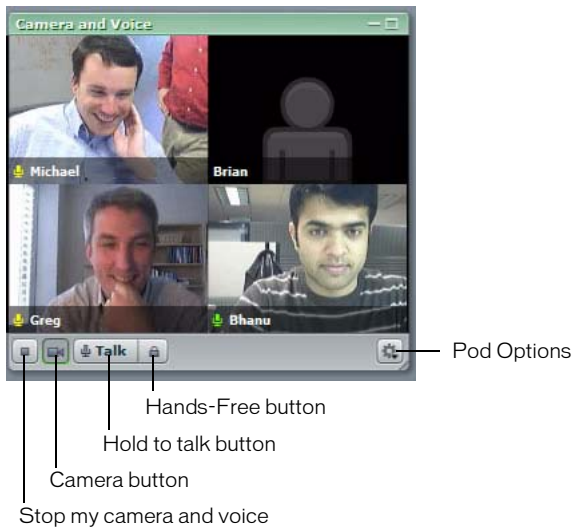 Camera and Voice
Michael
Brian
Greg
Bhanu
Talk
Pod Options
Hands-Free button
Hold to talk button
Camera button
Stop my camera and voice